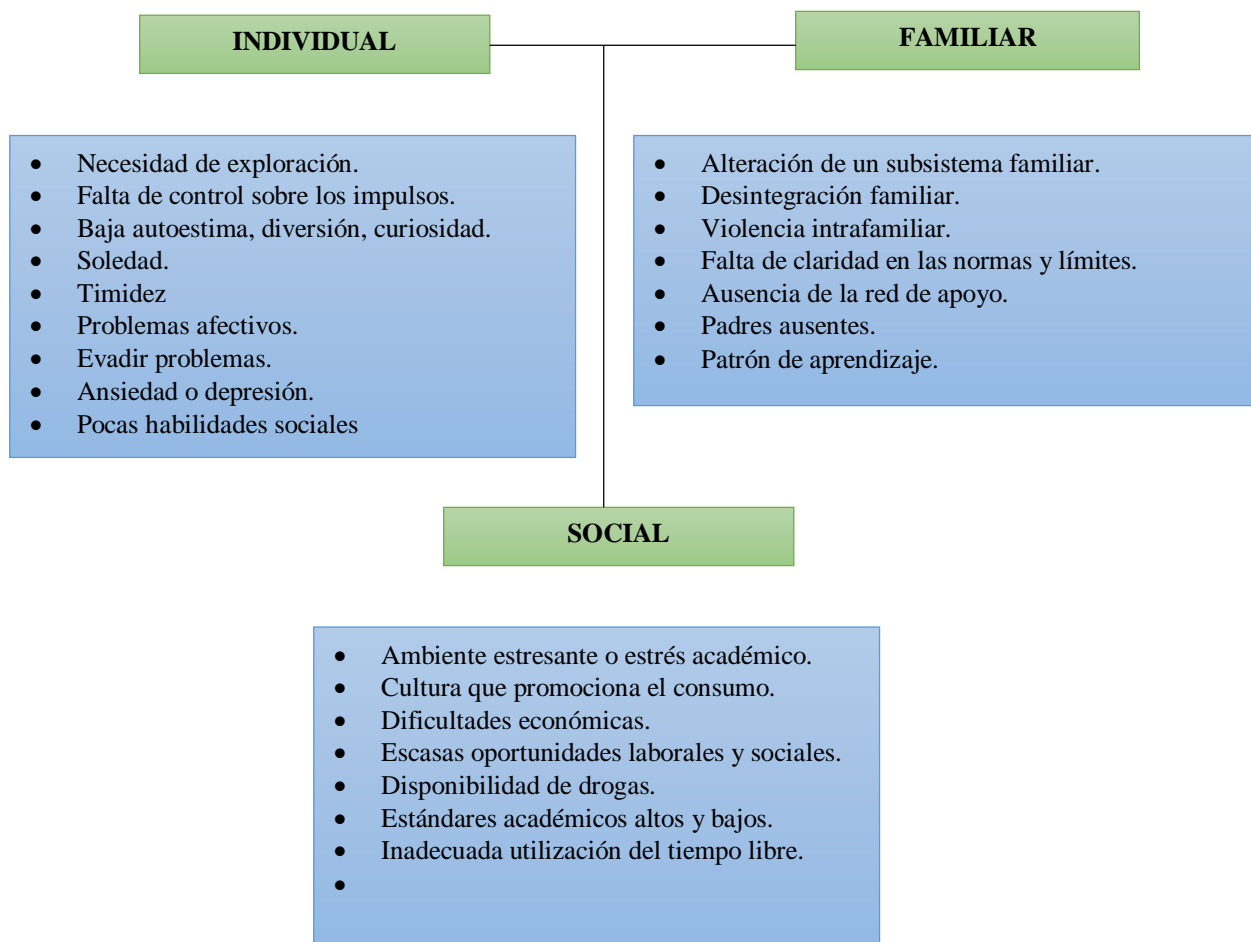 INDIVIDUAL
FAMILIAR
• Necesidad de exploración.
• Falta de control sobre los impulsos.
• Baja autoestima, diversión, curiosidad.
• Soledad.
• Timidez
• Problemas afectivos.
• Evadir problemas.
• Ansiedad o depresión.
• Pocas habilidades sociales
• Alteración de un subsistema familiar.
• Desintegración familiar.
• Violencia intrafamiliar.
• Falta de claridad en las normas y límites.
• Ausencia de la red de apoyo.
• Padres ausentes.
• Patrón de aprendizaje.
SOCIAL
• Ambiente estresante o estrés académico.
• Cultura que promociona el consumo.
• Dificultades económicas.
• Escasas oportunidades laborales y sociales.
• Disponibilidad de drogas.
• Estándares académicos altos y bajos.
• Inadecuada utilización del tiempo libre.
•